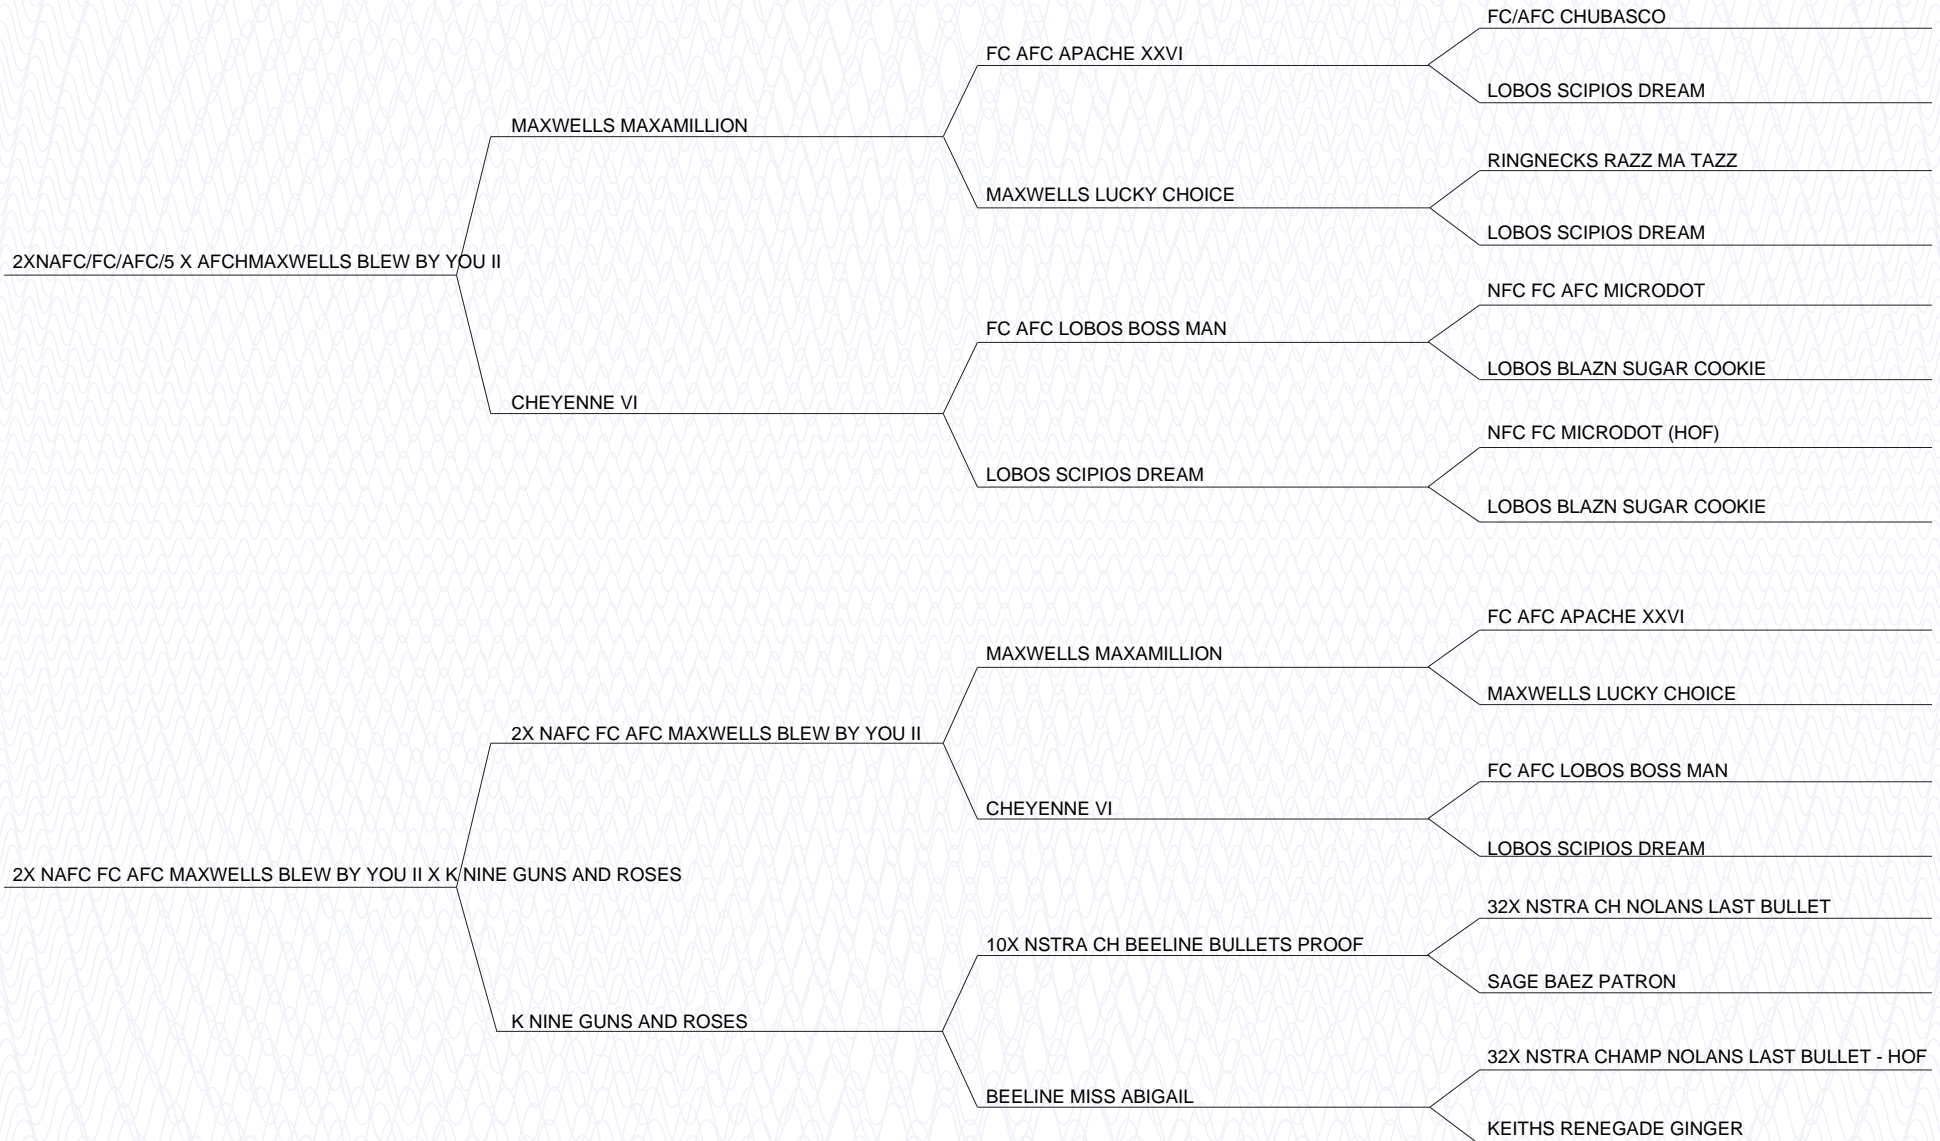 FC/AFC CHUBASCO
FC AFC APACHE XXVI
LOBOS SCIPIOS DREAM
MAXWELLS MAXAMILLION
RINGNECKS RAZZ MA TAZZ
MAXWELLS LUCKY CHOICE
LOBOS SCIPIOS DREAM
2XNAFC/FC/AFC/5 X AFCHMAXWELLS BLEW BY YOU II
NFC FC AFC MICRODOT
FC AFC LOBOS BOSS MAN
LOBOS BLAZN SUGAR COOKIE
CHEYENNE VI
NFC FC MICRODOT (HOF)
LOBOS SCIPIOS DREAM
LOBOS BLAZN SUGAR COOKIE
FC AFC APACHE XXVI
MAXWELLS MAXAMILLION
MAXWELLS LUCKY CHOICE
2X NAFC FC AFC MAXWELLS BLEW BY YOU II
FC AFC LOBOS BOSS MAN
CHEYENNE VI
LOBOS SCIPIOS DREAM
2X NAFC FC AFC MAXWELLS BLEW BY YOU II X K NINE GUNS AND ROSES
32X NSTRA CH NOLANS LAST BULLET
10X NSTRA CH BEELINE BULLETS PROOF
SAGE BAEZ PATRON
K NINE GUNS AND ROSES
32X NSTRA CHAMP NOLANS LAST BULLET - HOF
BEELINE MISS ABIGAIL
KEITHS RENEGADE GINGER